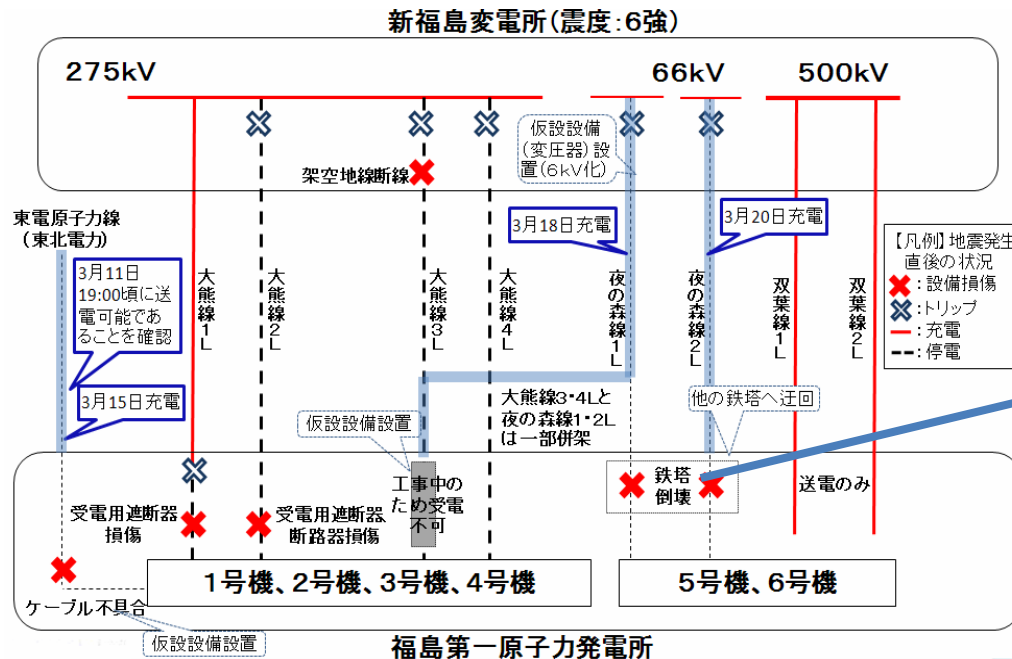 新福島変電所（震度：6強）
275kV
66kV
500kV
仮設設備
（変圧器）設
置（6kV化）
架空地線断線
東電原子力線
（東北電力）
3月11日
19:00頃に送
電可能であ
ることを確認
3月15日充電
3月18日充電
3月20日充電
【凡例】地震発生
直後の状況
：設備損傷
：トリップ
：充電
：停電
大熊線1L
大熊線2L
大熊線3L
大熊線4L
夜の森線1L
夜の森線2L
双葉線1L
双葉線2L
仮設設備設置
大熊線3・4Lと
夜の森線1・2L
は一部併架
他の鉄塔へ迂回
工事中の
ため受電
不可
鉄塔
倒壊
送電のみ
受電用遮断器
損傷
受電用遮断器、
断路器損傷
1号機、2号機、3号機、4号機
5号機、6号機
ケーブル不具合
仮設設備設置
福島第一原子力発電所